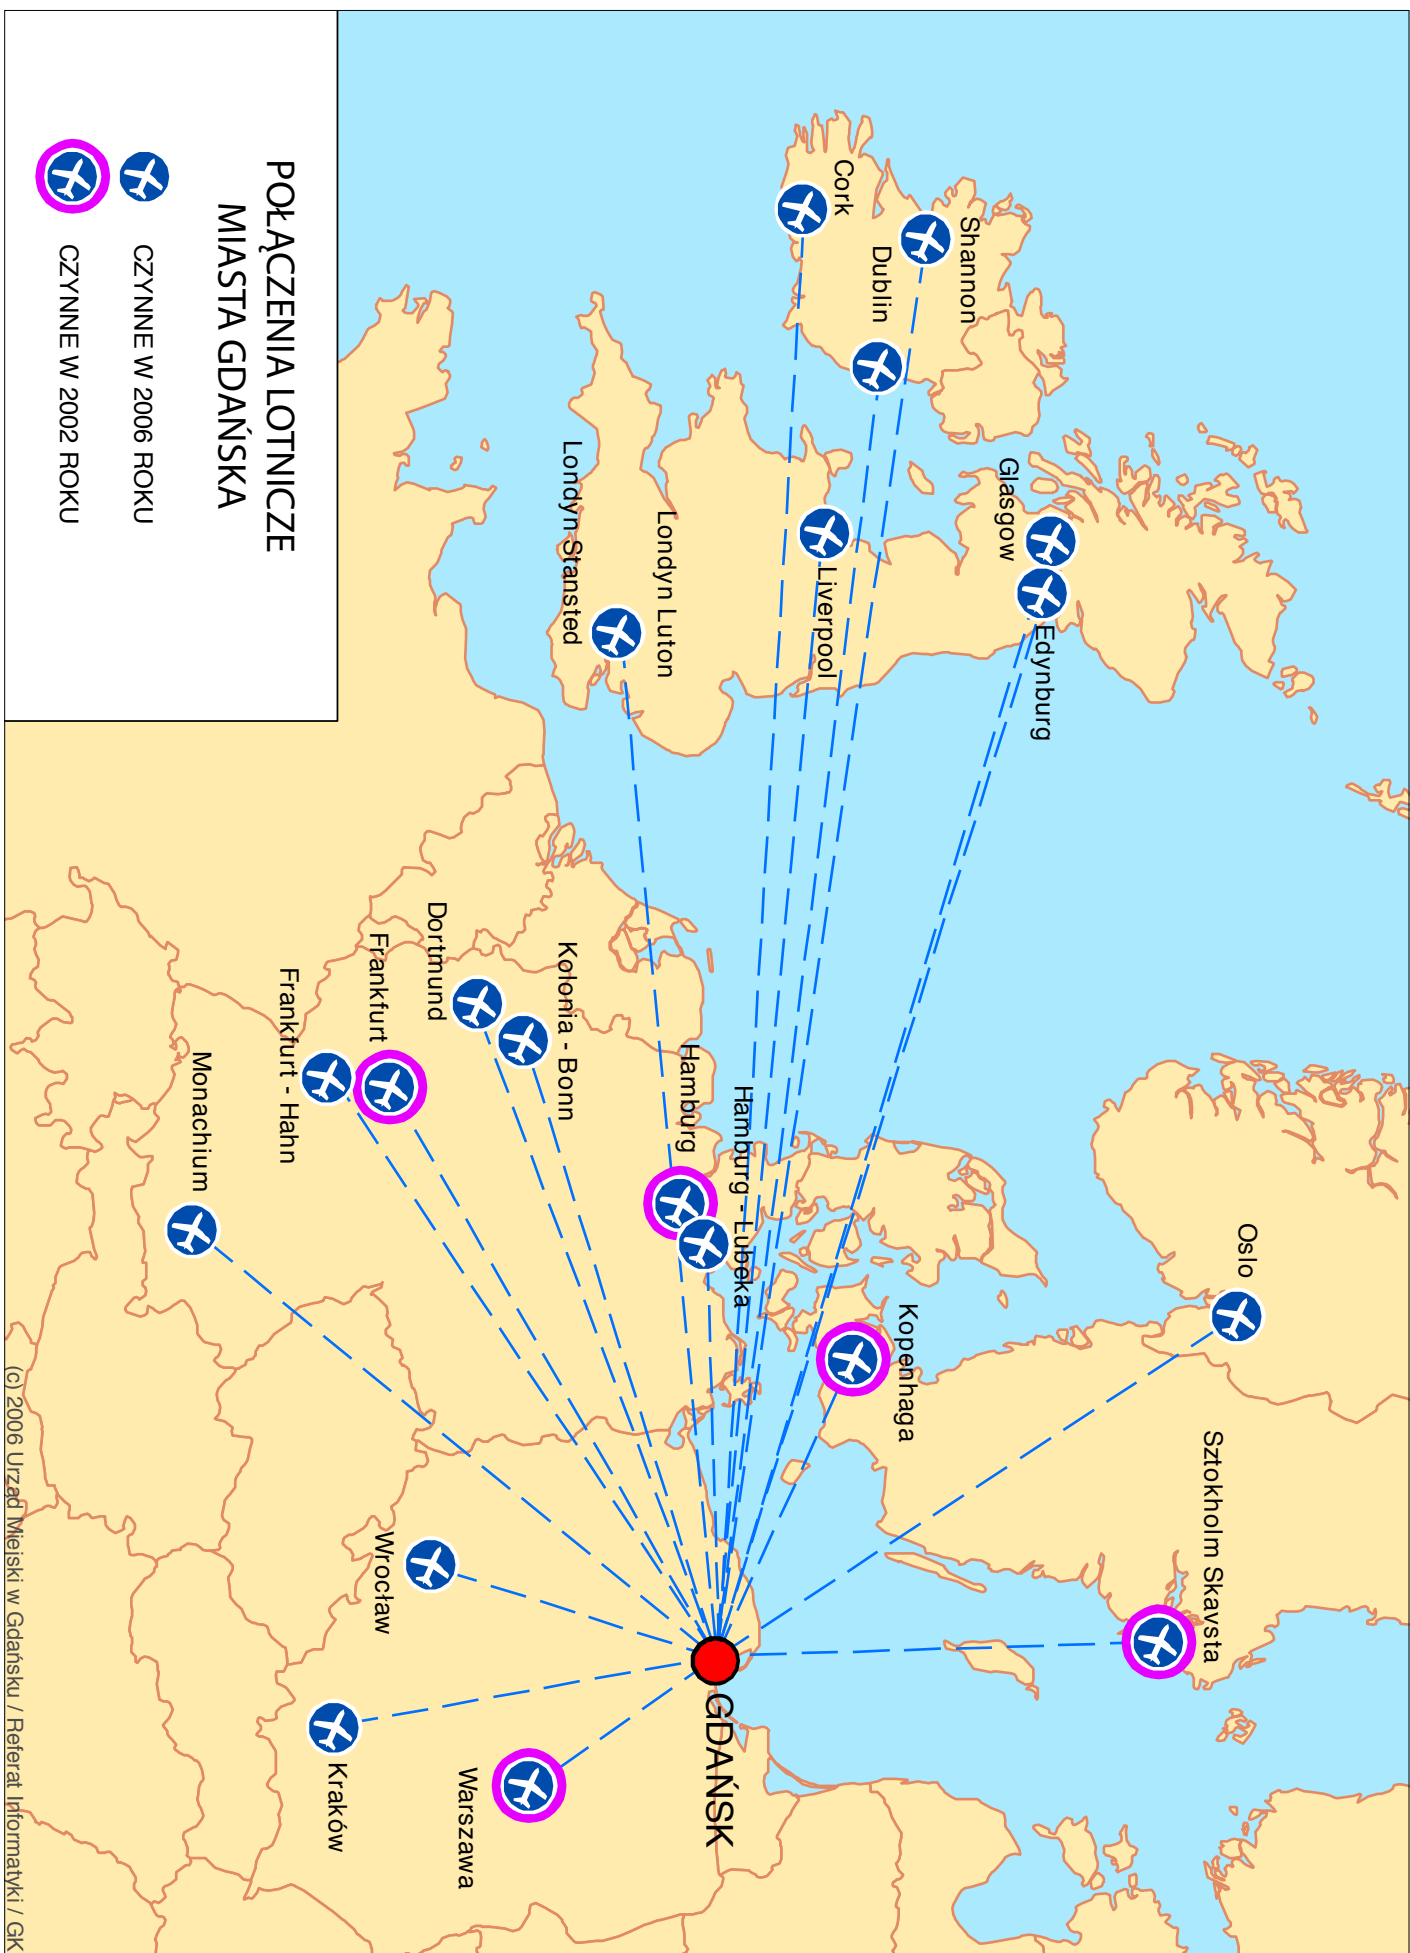 Sztokholm Skavsta
Oslo
Edynburg
Glasgow
Shannon
Kopenhaga
Dublin
Cork
Liverpool
Hamburg - Lubeka
GDAŃSK
Hamburg
Londyn Luton
Londyn Stansted
Kolonia - Bonn
Warszawa
Dortmund
Wrocław
Frankfurt
Kraków
Frankfurt - Hahn
Monachium
POŁĄCZENIA LOTNICZE
MIASTA GDAŃSKA
CZYNNE W 2006 ROKU
CZYNNE W 2002 ROKU
(c) 2006 Urząd Miejski w Gdańsku / Referat Informatyki / GK